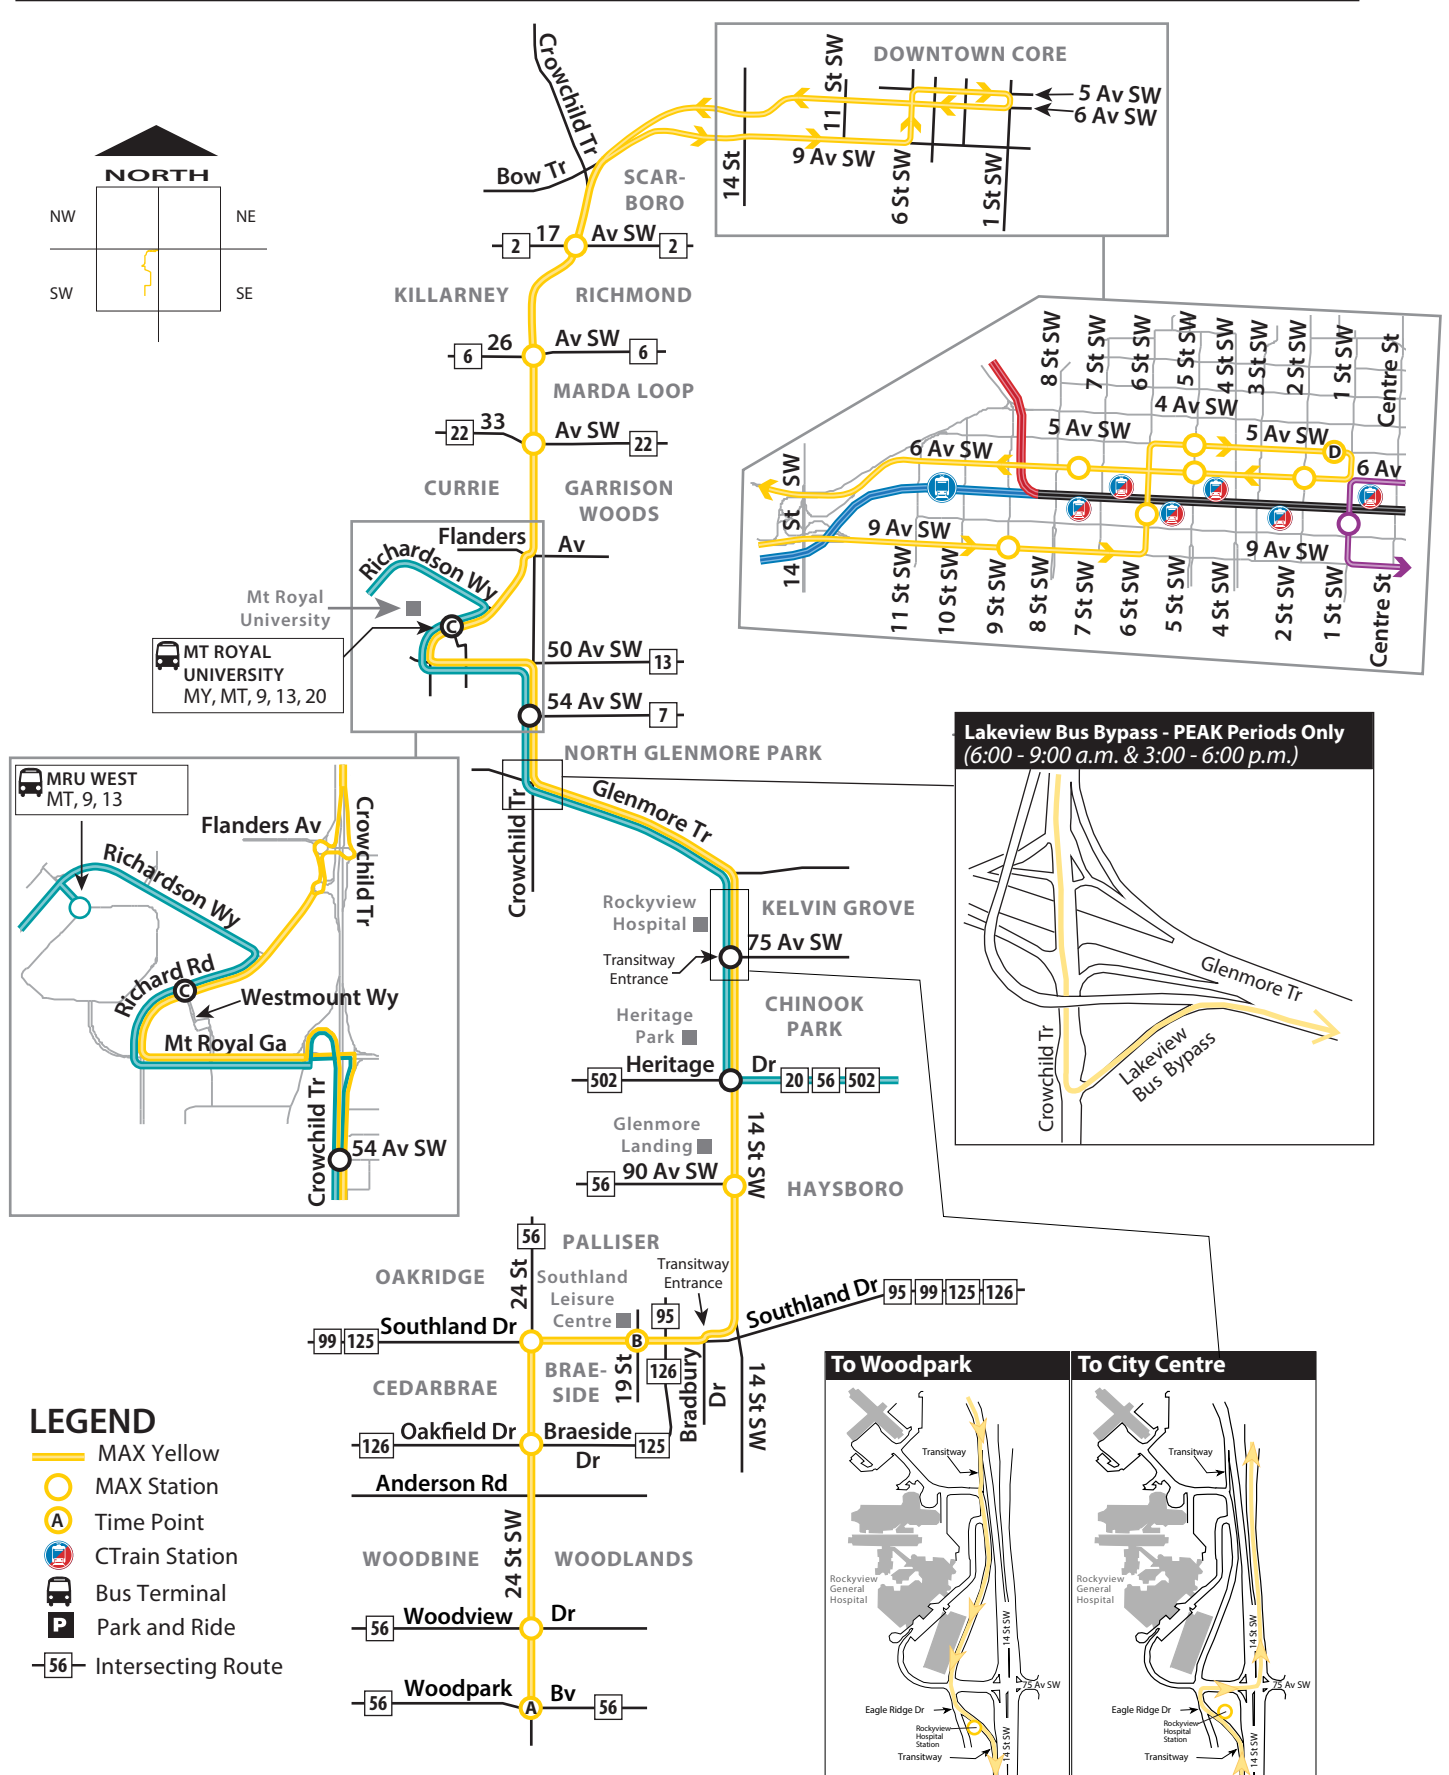 DOWNTOWN CORE
Crowchild Tr
11 St SW
5 Av SW
6 Av SW
9 Av SW
14 St
6 St SW
1 St SW
Bow Tr
SCAR-
BORO
NORTH
NW
NE
SW
SE
2
17
Av SW
2
KILLARNEY
RICHMOND
6
26
Av SW
6
MARDA LOOP
22
33
Av SW
22
CURRIE
GARRISON
WOODS
Flanders
Av
Richardson Wy
Mt Royal
University
C
MT ROYAL
UNIVERSITY
MY, MT, 9, 13, 20
50 Av SW
13
54 Av SW
7
8 St SW
7 St SW
6 St SW
5 St SW
4 St SW
3 St SW
2 St SW
1 St SW
Centre St
4 Av SW
5 Av SW
5 Av SW
D
6 Av SW
6 Av
14 St SW
9 Av SW
9 Av SW
11 St SW
10 St SW
9 St SW
8 St SW
7 St SW
6 St SW
5 St SW
4 St SW
2 St SW
1 St SW
Centre St
NORTH GLENMORE PARK
Crowchild Tr
Glenmore Tr
Lakeview Bus Bypass - PEAK Periods Only
(6:00 - 9:00 a.m. & 3:00 - 6:00 p.m.)
Glenmore Tr
Crowchild Tr
Lakeview
Bus Bypass
MRU WEST
MT, 9, 13
Flanders Av
Crowchild Tr
Richardson Wy
Richard Rd
C
Westmount Wy
Mt Royal Ga
Crowchild Tr
54 Av SW
Rockyview
Hospital
KELVIN GROVE
75 Av SW
Transitway
Entrance
CHINOOK
PARK
Heritage
Park
502
Heritage
Dr
20
56
502
Glenmore
Landing
14 St SW
56
90 Av SW
HAYSBORO
56
24 St
PALLISER
OAKRIDGE
Southland
Leisure
Centre
Transitway
Entrance
95
Southland Dr
95
99
125
126
99
125
Southland Dr
B
BRAE-
SIDE
19 St
126
Bradbury
Dr
14 St SW
CEDARBRAE
126
Oakfield Dr
Braeside
Dr
125
Anderson Rd
24 St SW
WOODBINE
WOODLANDS
56
Woodview
Dr
56
Woodpark
A
Bv
56
LEGEND
MAX Yellow
MAX Station
A
Time Point
CTrain Station
Bus Terminal
P
Park and Ride
56
Intersecting Route
To Woodpark
Transitway
Rockyview
General
Hospital
14 St SW
75 Av SW
Eagle Ridge Dr
Rockyview
Hospital
Station
Transitway
14 St SW
To City Centre
Transitway
Rockyview
General
Hospital
14 St SW
75 Av SW
Eagle Ridge Dr
Rockyview
Hospital
Station
Transitway
14 St SW